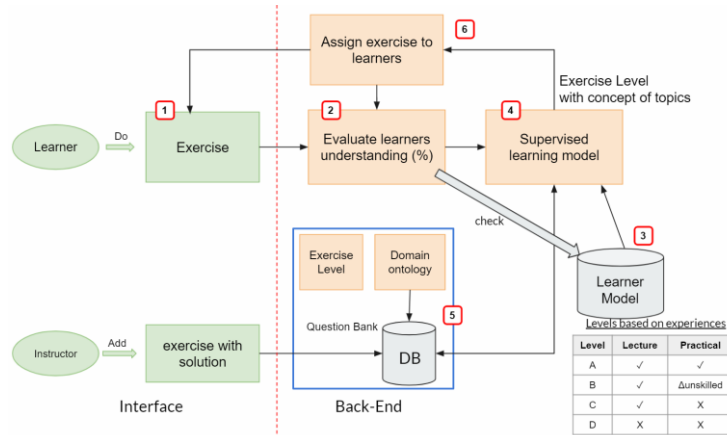 6
Assign exercise to
learners
Exercise Level
with concept of topics
1
2
4
Learner
Do
Exercise
Evaluate learners
understanding (%)
Supervised
learning model
check
3
Exercise
Level
Domain
ontology
Learner
Model
5
Question Bank
Levels based on experiences
Instructor
Add
exercise with
solution
DB
Level Lecture Practical
A ✓ ✓
B ✓ Δunskilled
C ✓ X
D X X
Interface
Back-End